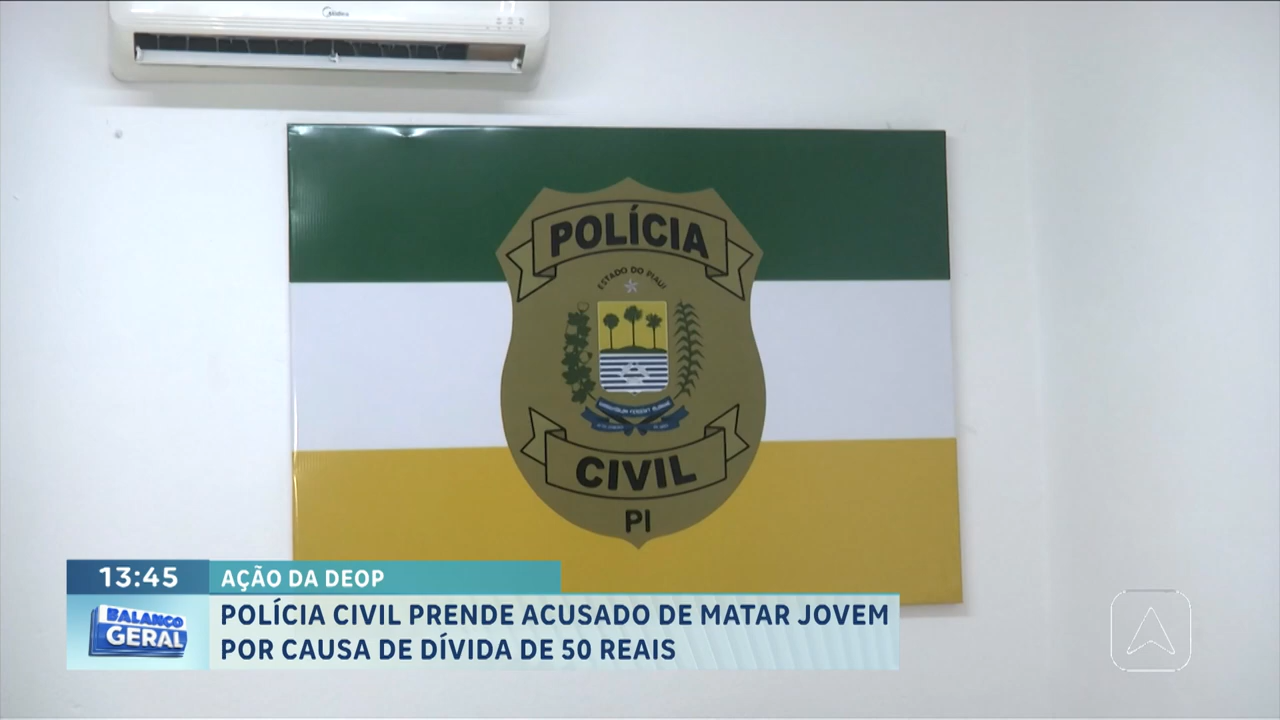 Midea
POLÍCIA
ESTADO DO PIAUÍ
CIVIL
PI
13:45
AÇÃO DA DEOP
BALANÇO
GERAL
POLÍCIA CIVIL PRENDE ACUSADO DE MATAR JOVEM
POR CAUSA DE DÍVIDA DE 50 REAIS